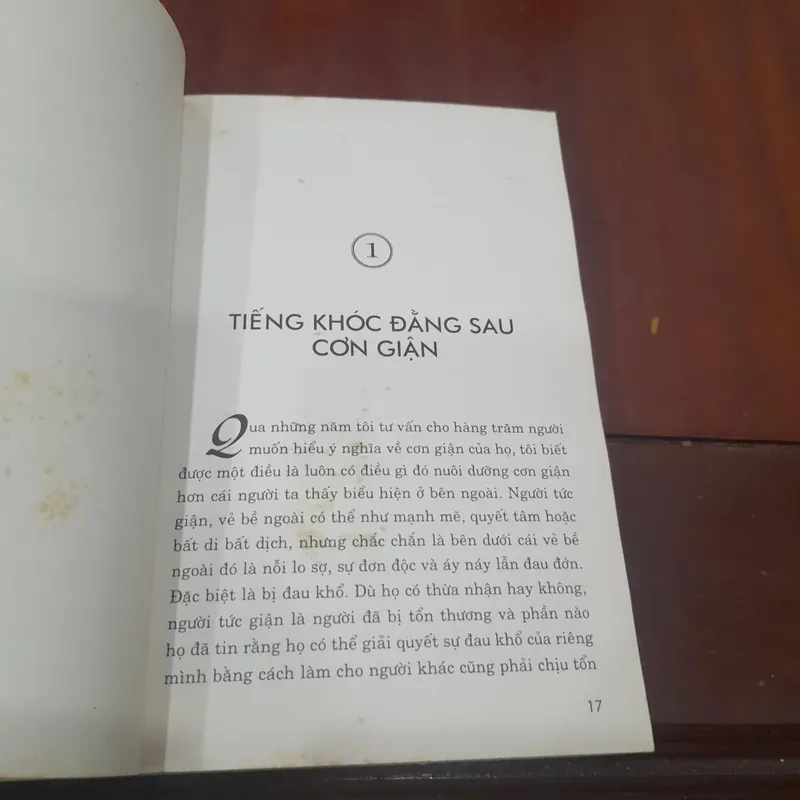 1
TIẾNG KHÓC ĐẰNG SAU
CƠN GIẬN
Qua những năm tôi tư vấn cho hàng trăm người
muốn hiểu ý nghĩa về cơn giận của họ, tôi biết
được một điều là luôn có điều gì đó nuôi dưỡng cơn giận
hơn cái người ta thấy biểu hiện ở bên ngoài. Người tức
giận, vẻ bề ngoài có thể như mạnh mẽ, quyết tâm hoặc
bất di bất dịch, nhưng chắc chắn là bên dưới cái vẻ bề
ngoài đó là nỗi lo sợ, sự đơn độc và áy náy lẫn đau đớn.
Đặc biệt là bị đau khổ. Dù họ có thừa nhận hay không,
người tức giận là người đã bị tổn thương và phần nào
họ đã tin rằng họ có thể giải quyết sự đau khổ của riêng
mình bằng cách làm cho người khác cũng phải chịu tổn
17